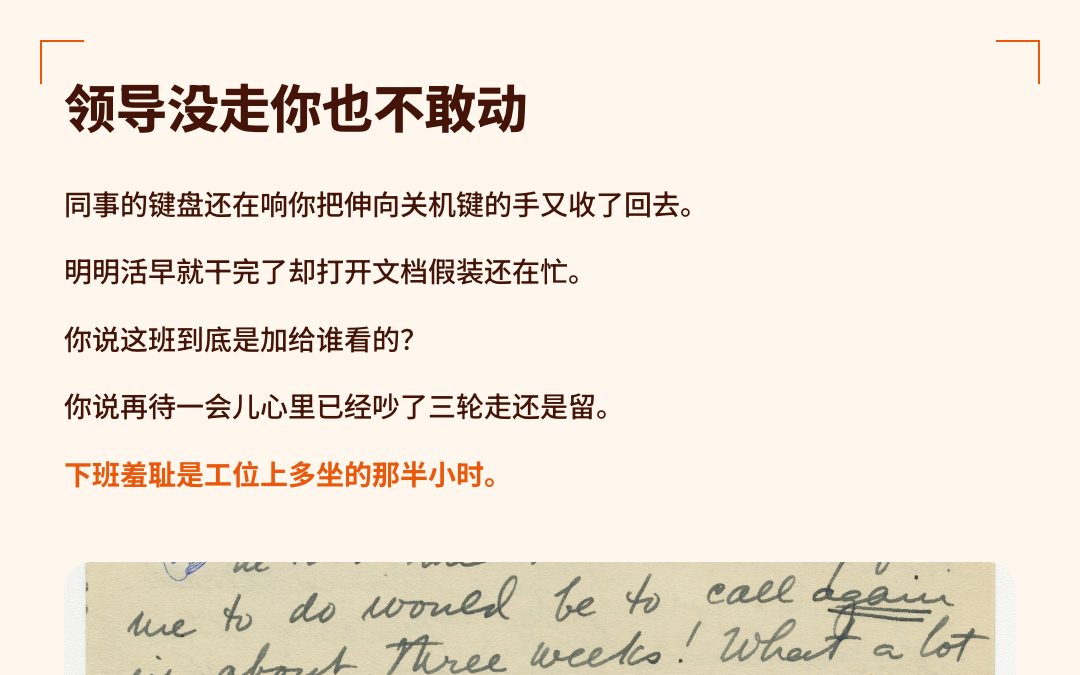 领导没走你也不敢动
同事的键盘还在响你把伸向关机键的手又收了回去。
明明活早就干完了却打开文档假装还在忙。
你说这班到底是加给谁看的？
你说再待一会儿心里已经吵了三轮走还是留。
下班羞耻是工位上多坐的那半小时。
me to do would be to call again
in about three weeks! What a lot